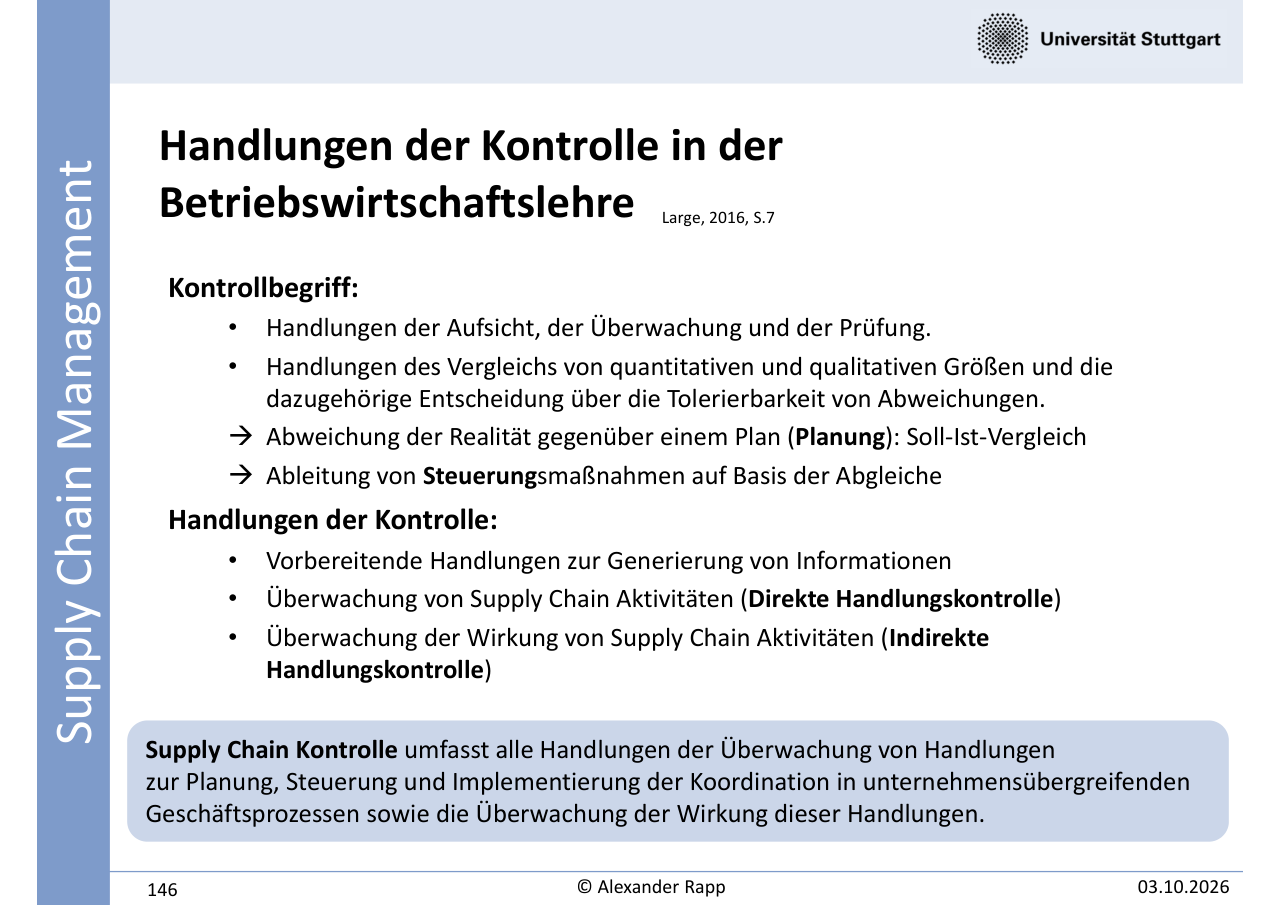 Universität Stuttgart
Supply Chain Management
Handlungen der Kontrolle in der
Betriebswirtschaftslehre Large, 2016, S.7
Kontrollbegriff:
• Handlungen der Aufsicht, der Überwachung und der Prüfung.
• Handlungen des Vergleichs von quantitativen und qualitativen Größen und die
dazugehörige Entscheidung über die Tolerierbarkeit von Abweichungen.
→ Abweichung der Realität gegenüber einem Plan (Planung): Soll-Ist-Vergleich
→ Ableitung von Steuerungsmaßnahmen auf Basis der Abgleiche
Handlungen der Kontrolle:
• Vorbereitende Handlungen zur Generierung von Informationen
• Überwachung von Supply Chain Aktivitäten (Direkte Handlungskontrolle)
• Überwachung der Wirkung von Supply Chain Aktivitäten (Indirekte
Handlungskontrolle)
Supply Chain Kontrolle umfasst alle Handlungen der Überwachung von Handlungen
zur Planung, Steuerung und Implementierung der Koordination in unternehmensübergreifenden
Geschäftsprozessen sowie die Überwachung der Wirkung dieser Handlungen.
146 © Alexander Rapp 03.10.2026